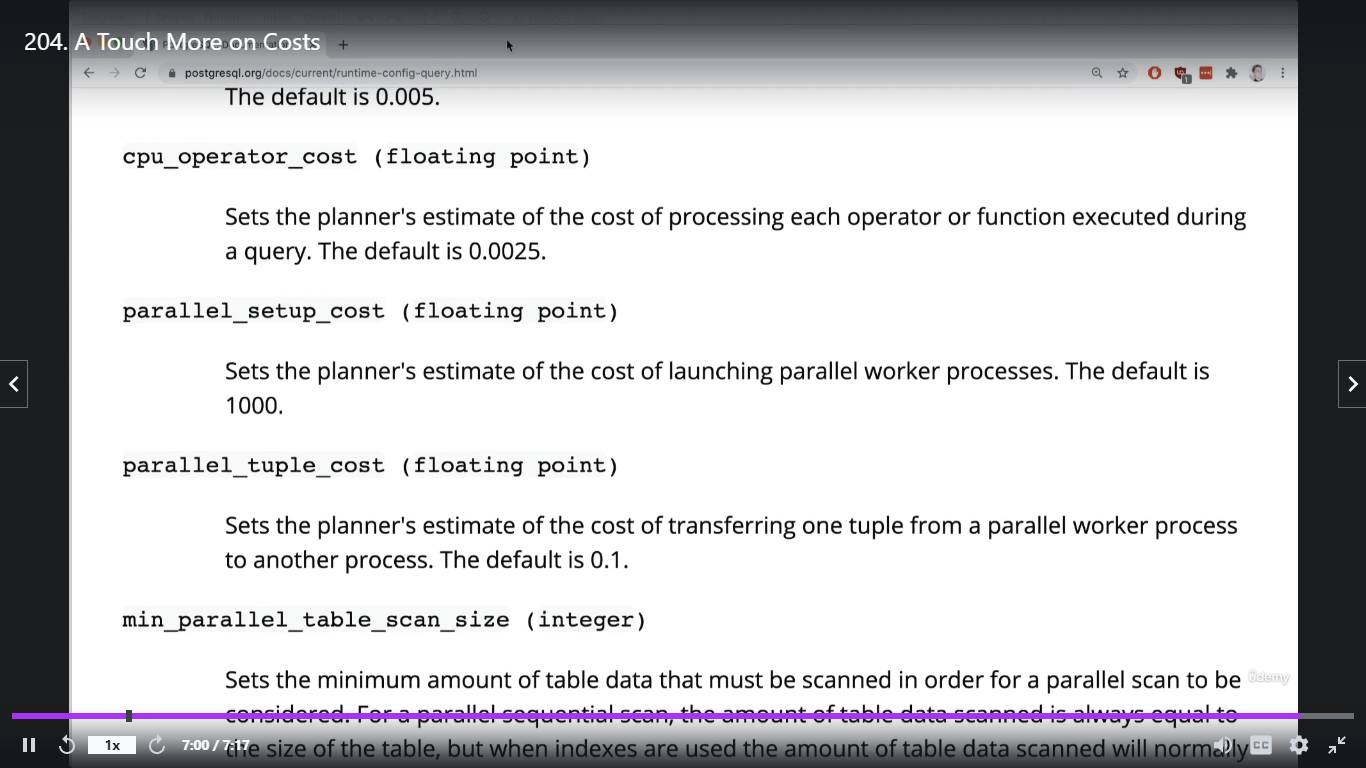 204. A Touch More on Costs
postgresql.org/docs/current/runtime-config-query.html
The default is 0.005.
cpu_operator_cost (floating point)
Sets the planner's estimate of the cost of processing each operator or function executed during
a query. The default is 0.0025.
parallel_setup_cost (floating point)
Sets the planner's estimate of the cost of launching parallel worker processes. The default is
1000.
parallel_tuple_cost (floating point)
Sets the planner's estimate of the cost of transferring one tuple from a parallel worker process
to another process. The default is 0.1.
min_parallel_table_scan_size (integer)
Sets the minimum amount of table data that must be scanned in order for a parallel scan to be
ûdemy
considered. For a parallel sequential scan, the amount of table data scanned is always equal to
the size of the table, but when indexes are used the amount of table data scanned will normally
1x
7:00 / 7:17
CC